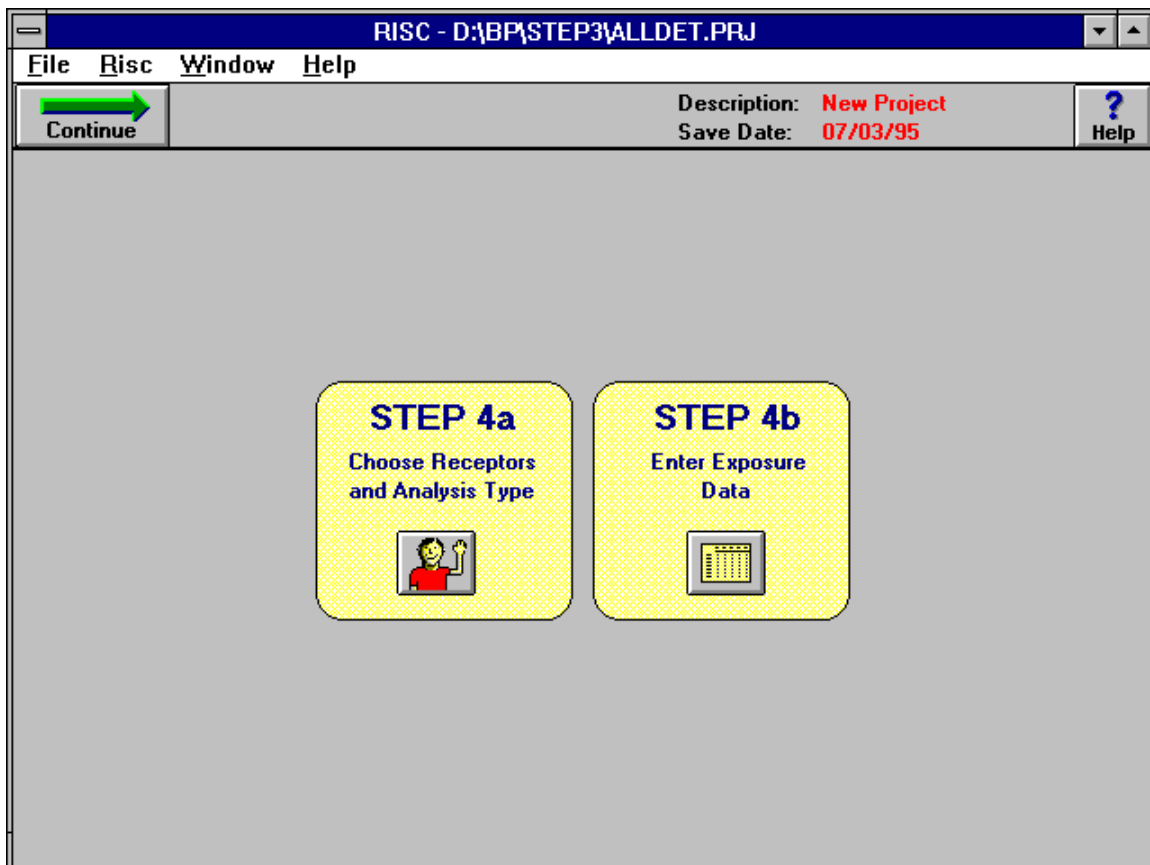 RISC - D:\BP\STEP3\ALLDET.PRJ
File Risc Window Help
Continue
Description: New Project
Save Date: 07/03/95
?
Help
STEP 4a
Choose Receptors
and Analysis Type
STEP 4b
Enter Exposure
Data